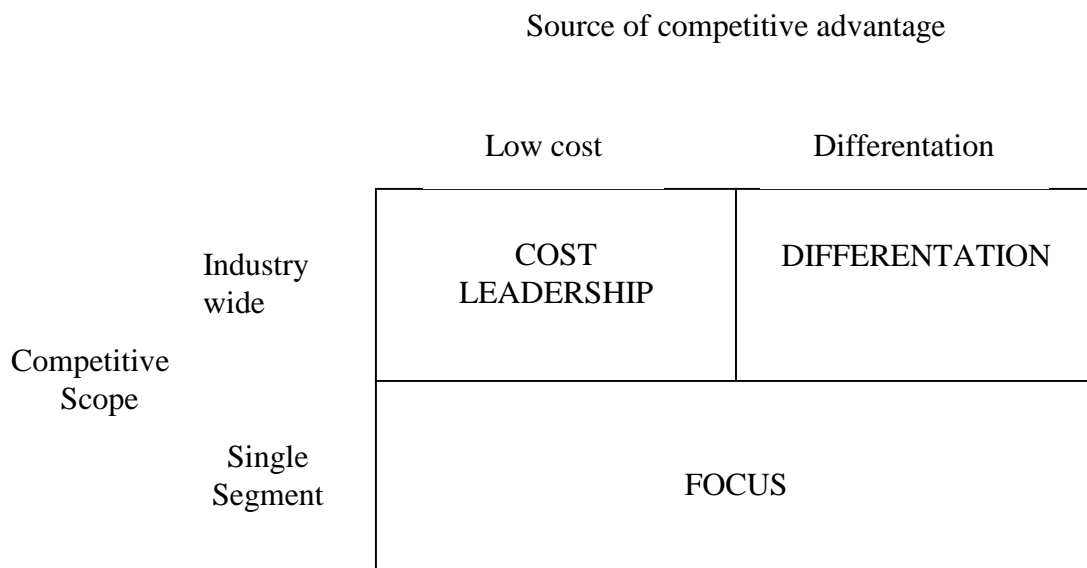 Source of competitive advantage
Low cost
Differentation
Industry
wide
COST
LEADERSHIP
DIFFERENTATION
Competitive
Scope
Single
Segment
FOCUS